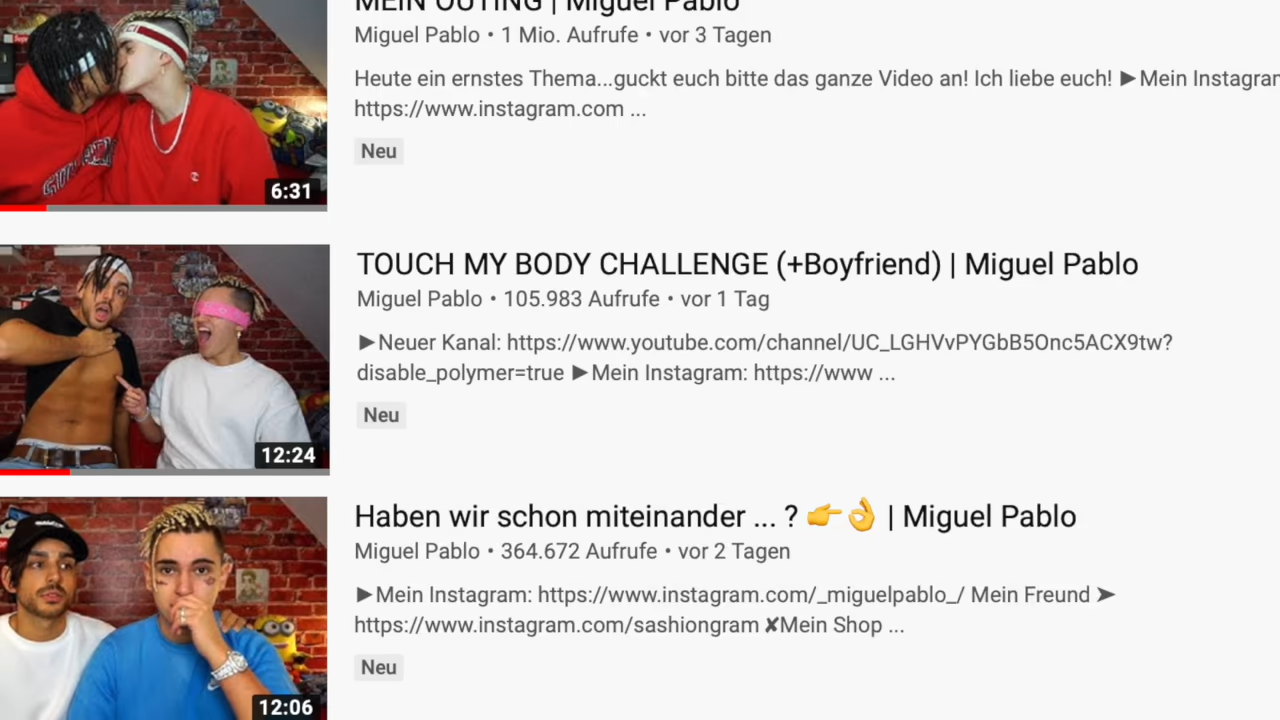 MEIN OUTING | Miguel Pablo
Miguel Pablo • 1 Mio. Aufrufe • vor 3 Tagen
Heute ein ernstes Thema...guckt euch bitte das ganze Video an! Ich liebe euch! ►Mein Instagram
https://www.instagram.com ...
Neu
6:31
TOUCH MY BODY CHALLENGE (+Boyfriend) | Miguel Pablo
Miguel Pablo • 105.983 Aufrufe • vor 1 Tag
►Neuer Kanal: https://www.youtube.com/channel/UC_LGHVvPYGbB5Onc5ACX9tw?
disable_polymer=true ►Mein Instagram: https://www ...
Neu
12:24
Haben wir schon miteinander ... ? 👉👌 | Miguel Pablo
Miguel Pablo • 364.672 Aufrufe • vor 2 Tagen
►Mein Instagram: https://www.instagram.com/_miguelpablo_/ Mein Freund ➤
https://www.instagram.com/sashiongram ✘Mein Shop ...
Neu
12:06